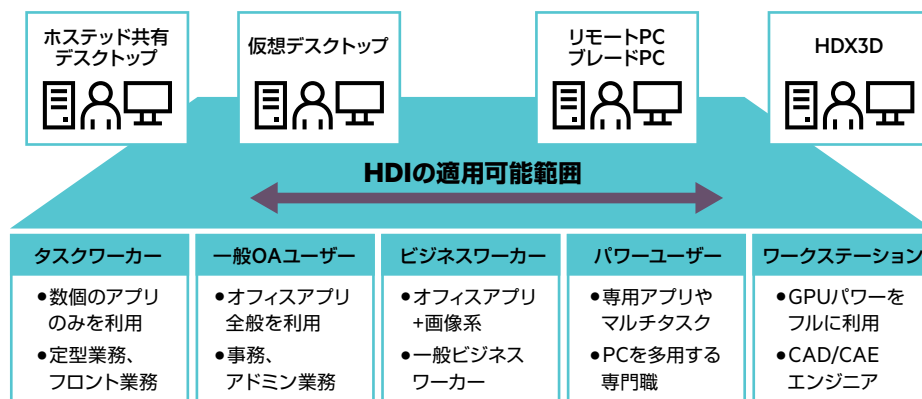 ホステッド共有
デスクトップ
仮想デスクトップ
リモートPC
ブレードPC
HDX3D
HDIの適用可能範囲
タスクワーカー
•数個のアプリ
のみを利用
•定型業務、
フロント業務
一般OAユーザー
•オフィスアプリ
全般を利用
•事務、
アドミン業務
ビジネスワーカー
•オフィスアプリ
+画像系
•一般ビジネス
ワーカー
パワーユーザー
•専用アプリや
マルチタスク
•PCを多用する
専門職
ワークステーション
•GPUパワーを
フルに利用
•CAD/CAE
エンジニア